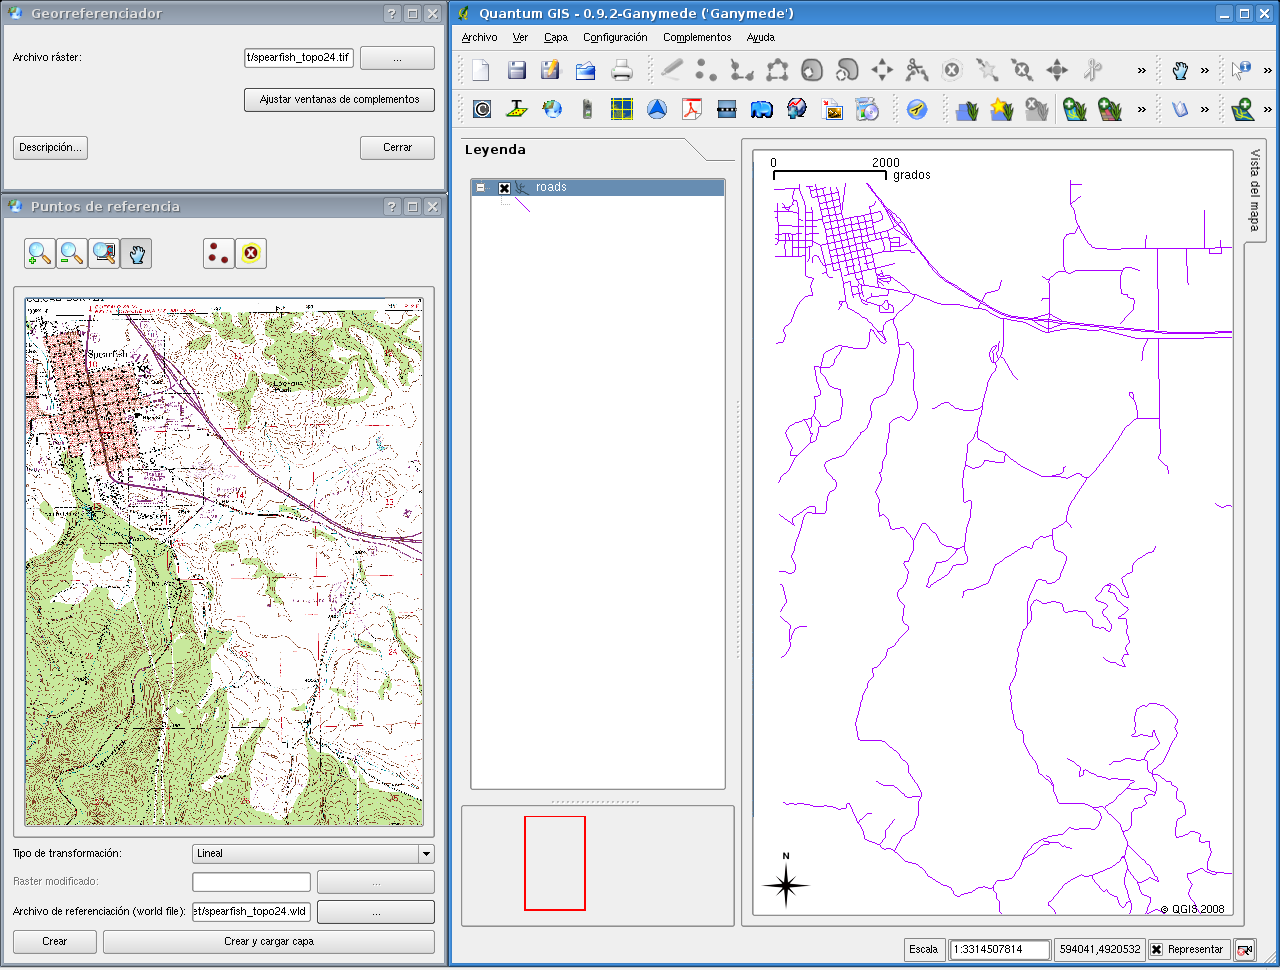 Georreferenciador
Archivo ráster:
t/spearfish_topo24.tif
...
Ajustar ventanas de complementos
Descripción...
Cerrar
Puntos de referencia
Spearfish
Tipo de transformación:
Lineal
Raster modificado:
...
Archivo de referenciación (world file):
et/spearfish_topo24.wld
...
Crear
Crear y cargar capa
Quantum GIS - 0.9.2-Ganymede ('Ganymede')
Archivo
Ver
Capa
Configuración
Complementos
Ayuda
Leyenda
roads
0
2000
grados
Vista del mapa
N
© QGIS 2008
Escala
1:3314507814
594041,4920532
Representar